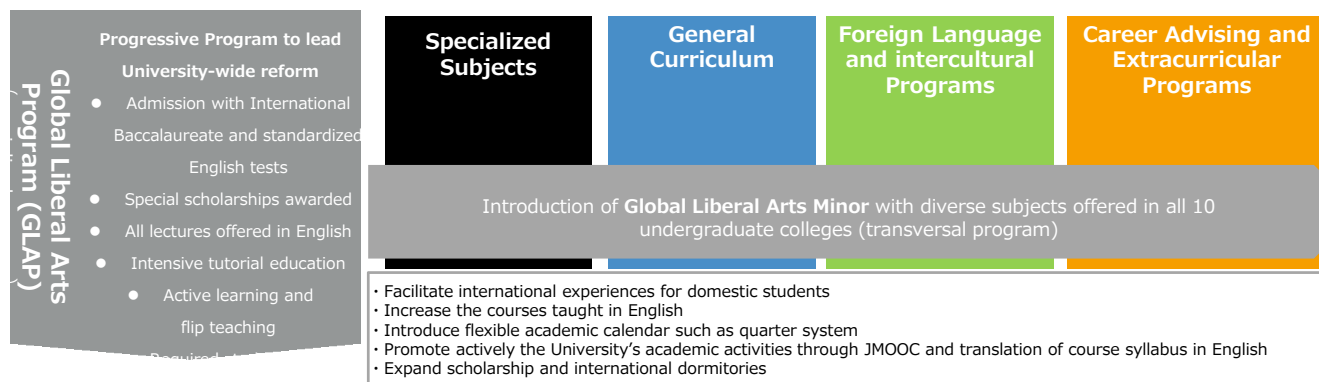 Global Liberal Arts
Program (GLAP)
Progressive Program to lead
University-wide reform
● Admission with International
Baccalaureate and standardized
English tests
● Special scholarships awarded
● All lectures offered in English
● Intensive tutorial education
● Active learning and
flip teaching
Specialized
Subjects
General
Curriculum
Foreign Language
and intercultural
Programs
Career Advising and
Extracurricular
Programs
Introduction of Global Liberal Arts Minor with diverse subjects offered in all 10
undergraduate colleges (transversal program)
・Facilitate international experiences for domestic students
・Increase the courses taught in English
・Introduce flexible academic calendar such as quarter system
・Promote actively the University’s academic activities through JMOOC and translation of course syllabus in English
・Expand scholarship and international dormitories